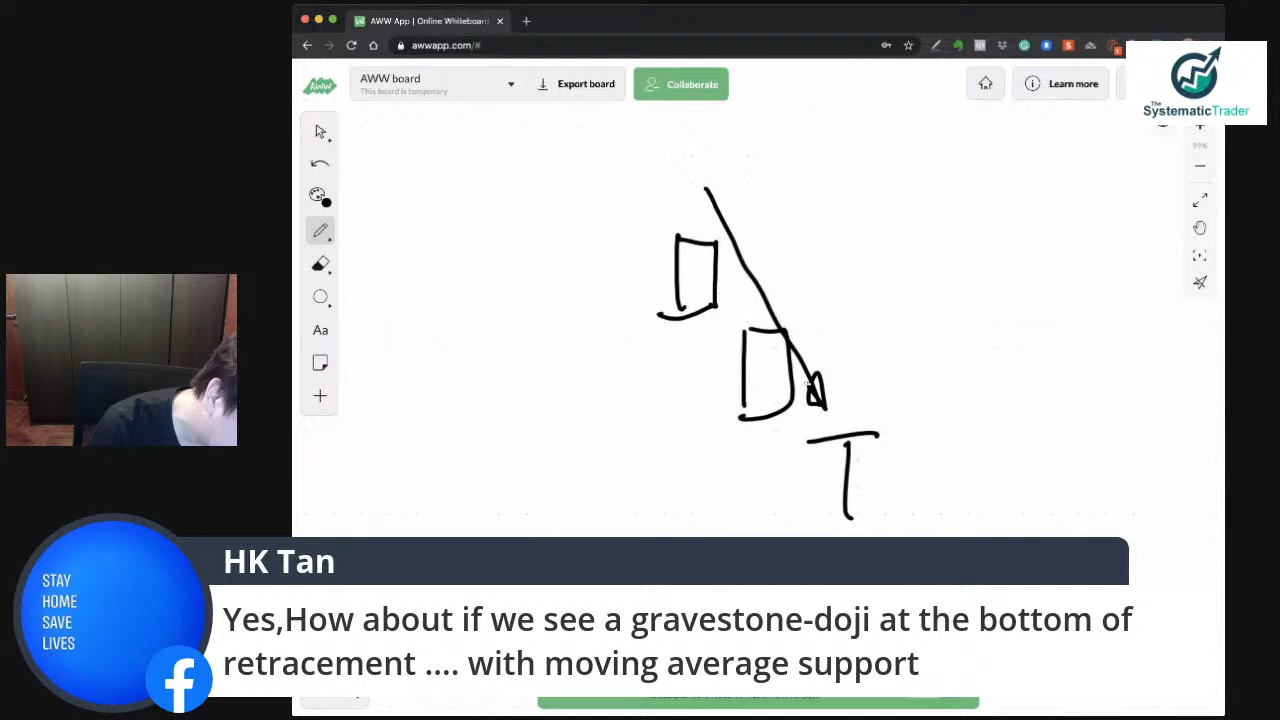 AWW App | Online Whiteboard
awwapp.com/#
AWW board
This board is temporary
Export board
Collaborate
Learn more
The
SystematicTrader
99%
Aa
HK Tan
STAY
HOME
SAVE
LIVES
Yes,How about if we see a gravestone-doji at the bottom of
retracement .... with moving average support